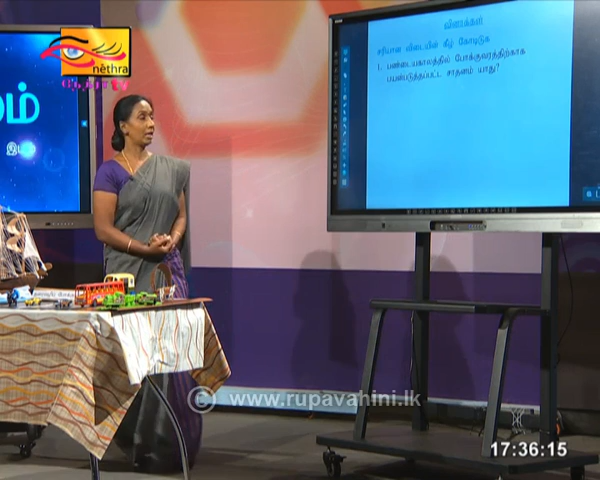 nēthra
வினாக்கள்
சரியான விடையின் கீழ் கோடிடுக
1. பண்டையகாலத்தில் போக்குவரத்திற்காக
பயன்படுத்தப்பட்ட சாதனம் யாது?
© www.rupavahini.lk
17:36:15